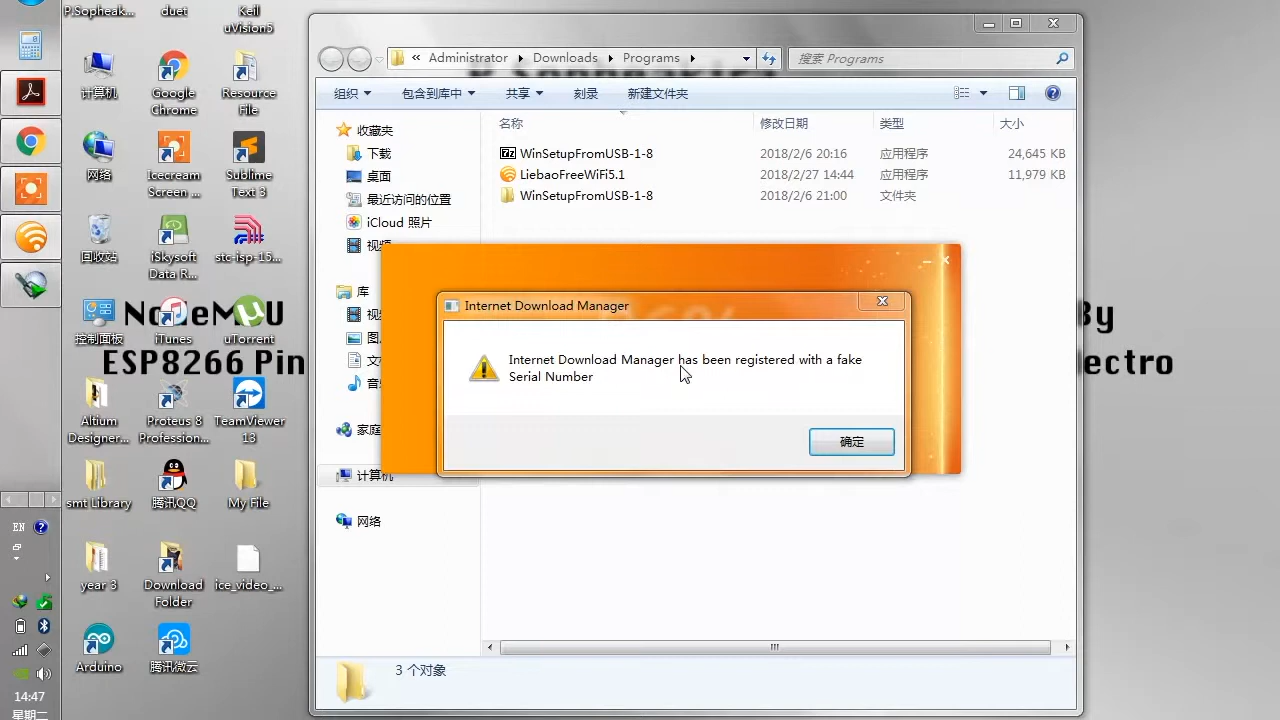 P.Sopheak...
duet
Keil
uVision5
计算机
Google
Chrome
Resource
File
网络
Icecream
Screen ...
Sublime
Text 3
回收站
iSkysoft
Data R...
stc-isp-15...
控制面板
iTunes
uTorrent
Altium
Designer...
Proteus 8
Profession...
TeamViewer
13
smt Library
腾讯QQ
My File
year 3
Download
Folder
ice_video_...
Arduino
腾讯微云
EN
14:47
星期二
ESP8266 Pin
By
lectro
« Administrator ▸ Downloads ▸ Programs ▸
搜索 Programs
组织 包含到库中 共享 刻录 新建文件夹
名称 修改日期 类型 大小
WinSetupFromUSB-1-8 2018/2/6 20:16 应用程序 24,645 KB
LiebaoFreeWiFi5.1 2018/2/27 14:44 应用程序 11,979 KB
WinSetupFromUSB-1-8 2018/2/6 21:00 文件夹
收藏夹
下载
桌面
最近访问的位置
iCloud 照片
视频
库
计算机
网络
Internet Download Manager
Internet Download Manager has been registered with a fake
Serial Number
确定
3 个对象